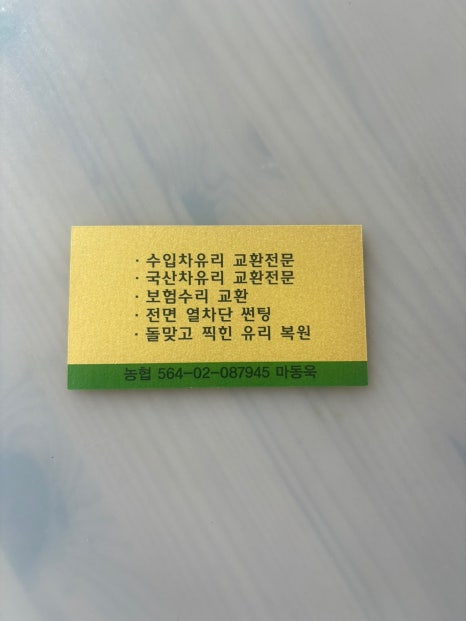 · 수입차유리 교환전문
· 국산차유리 교환전문
· 보험수리 교환
· 전면 열차단 썬팅
· 돌맞고 찍힌 유리 복원
농협 564-02-087945 마동욱